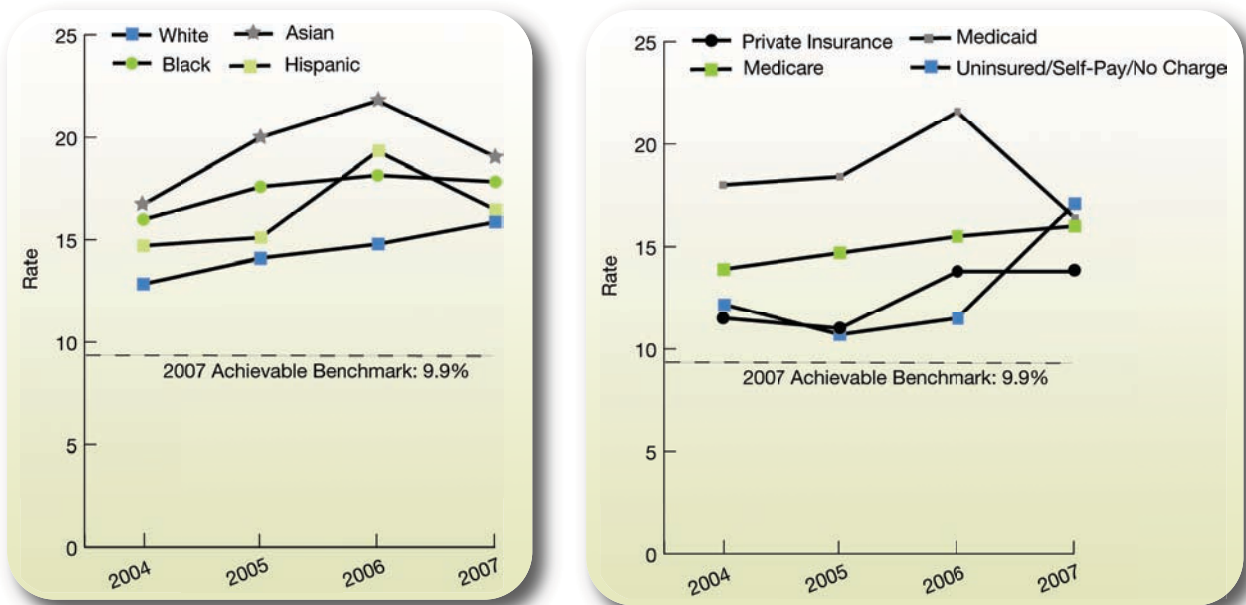 White Asian
Black Hispanic
25
20
15
10
5
0
Rate
2007 Achievable Benchmark: 9.9%
2004 2005 2006 2007
Private Insurance Medicaid
Medicare Uninsured/Self-Pay/No Charge
25
20
15
10
5
0
Rate
2007 Achievable Benchmark: 9.9%
2004 2005 2006 2007